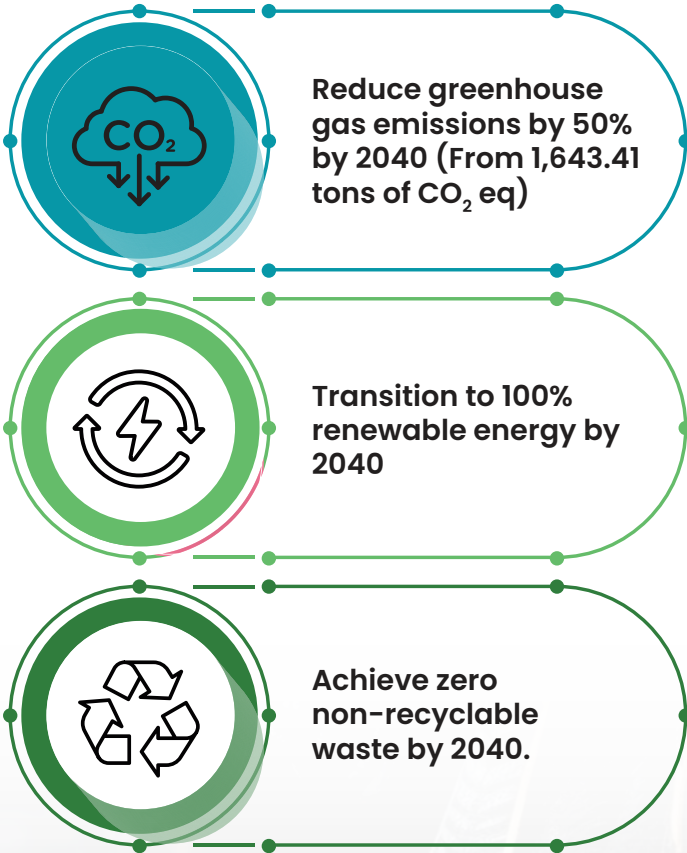 CO₂
Reduce greenhouse
gas emissions by 50%
by 2040 (From 1,643.41
tons of CO₂ eq)
Transition to 100%
renewable energy by
2040
Achieve zero
non-recyclable
waste by 2040.